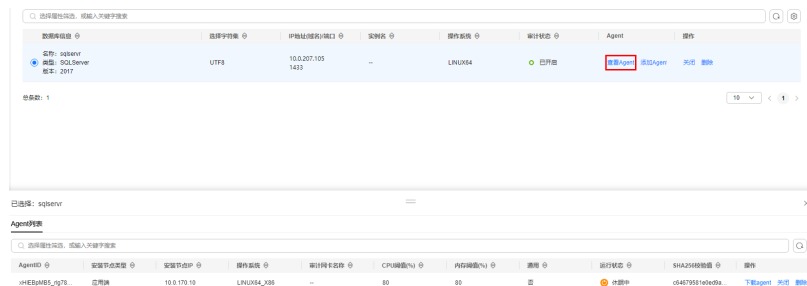 选择属性筛选，或输入关键字搜索
数据库信息 选择字符集 IP地址(域名)/端口 实例名 操作系统 审计状态 Agent 操作
名称: sqlservr
类型: SQLServer
版本: 2017
UTF8
10.0.207.105
1433
--
LINUX64
已开启
查看Agent 添加Agent 关闭 删除
总条数: 1
10 < 1 >
已选择: sqlservr
Agent列表
选择属性筛选，或输入关键字搜索
AgentID 安装节点类型 安装节点IP 操作系统 审计网卡名称 CPU阈值(%) 内存阈值(%) 通用 运行状态 SHA256校验值 操作
xHIEBpMB5_rlg78... 应用端 10.0.170.10 LINUX64_X86 -- 80 80 否 休眠中 c64679581e0ed9a... 下载agent 关闭 删除